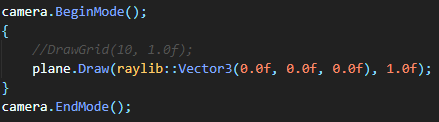 camera.BeginMode();
{
    //DrawGrid(10, 1.0f);
    plane.Draw(raylib::Vector3(0.0f, 0.0f, 0.0f), 1.0f);
}
camera.EndMode();